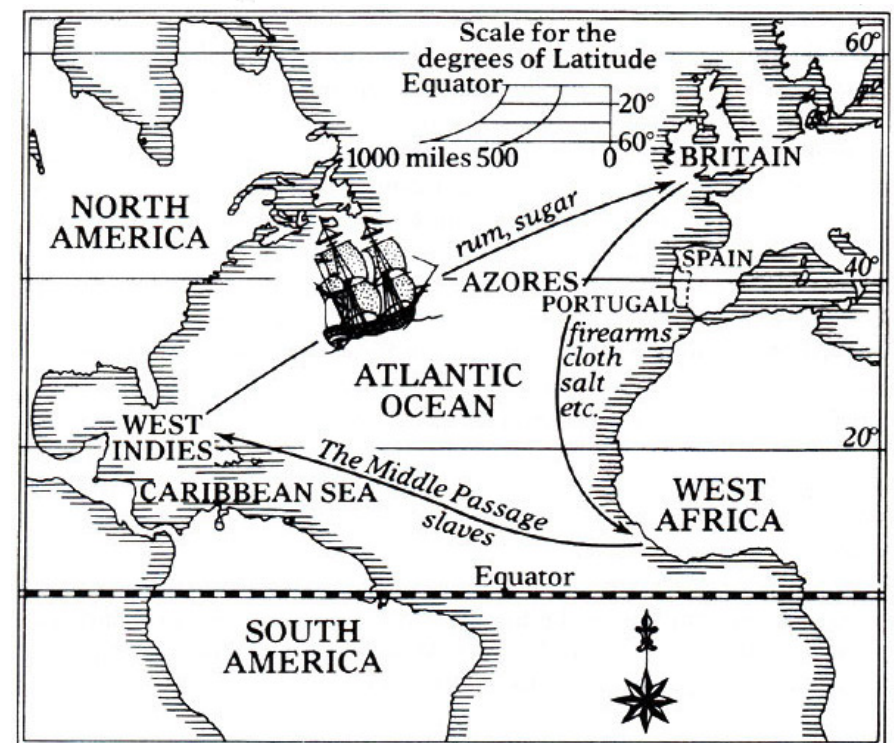 Scale for the
degrees of Latitude
Equator
20°
60°
1000 miles 500 0
60°
BRITAIN
NORTH
AMERICA
rum, sugar
SPAIN
40°
AZORES
PORTUGAL
firearms
cloth
salt
etc.
ATLANTIC
OCEAN
WEST
INDIES
20°
The Middle Passage
slaves
CARIBBEAN SEA
WEST
AFRICA
Equator
SOUTH
AMERICA